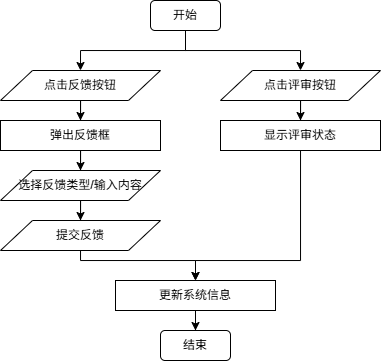 开始
点击反馈按钮
点击评审按钮
弹出反馈框
显示评审状态
选择反馈类型/输入内容
提交反馈
更新系统信息
结束